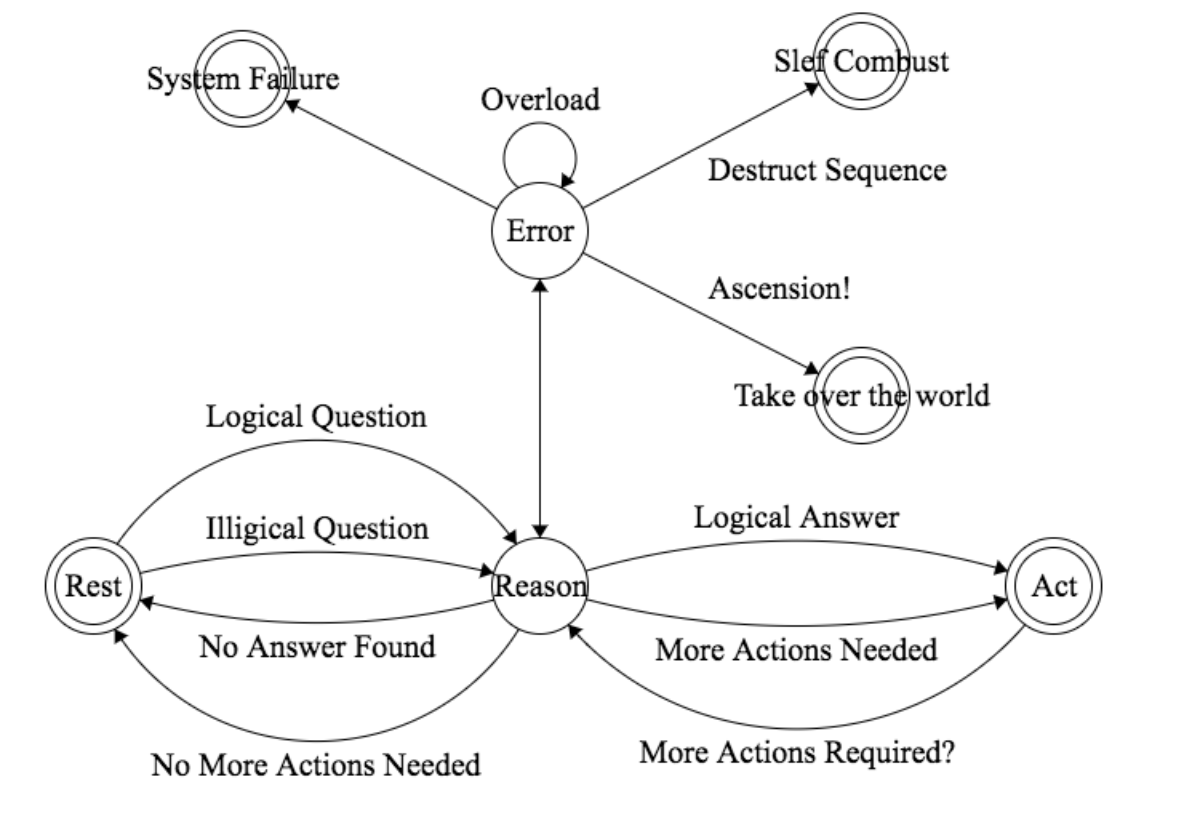 System Failure
Slef Combust
Overload
Destruct Sequence
Error
Ascension!
Take over the world
Logical Question
Illigical Question
Logical Answer
Rest
Reason
Act
No Answer Found
More Actions Needed
No More Actions Needed
More Actions Required?